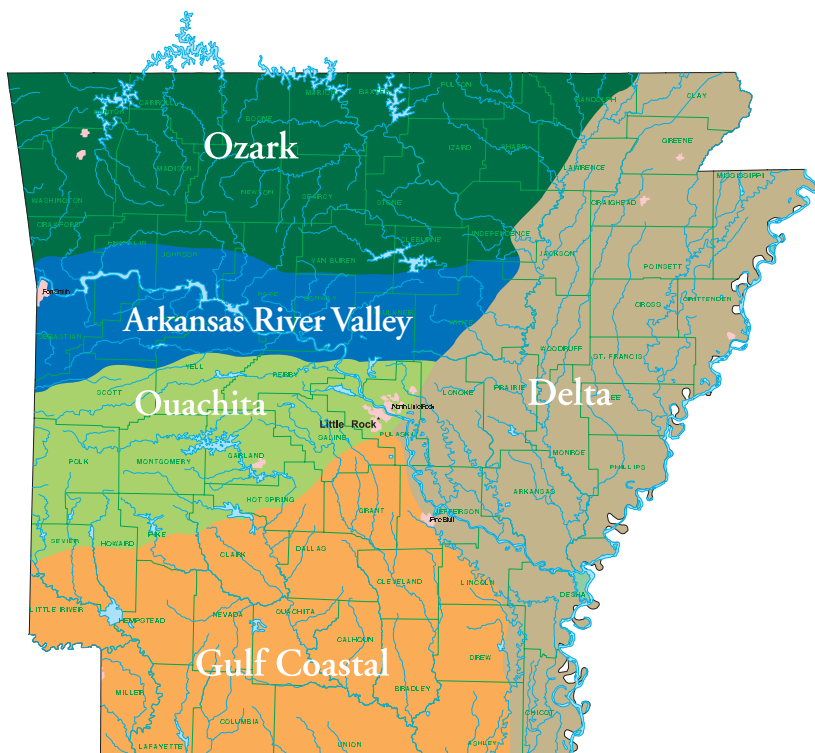 CLAY
CARROLL
FULTON
RANDOLPH
BOONE
GREENE
IZARD
SHARP
Ozark
MADISON
LAWRENCE
MISSISSIPPI
NEWTON
WASHINGTON
STONE
CRAIGHEAD
CRAWFORD
INDEPENDENCE
CLEBURNE
FRANKLIN
JOHNSON
JACKSON
VAN BUREN
POINSETT
Fort Smith
CRITTENDEN
CROSS
Arkansas River Valley
WOODRUFF
ST. FRANCIS
YELL
PERRY
SCOTT
LONOKE
PRAIRIE
Delta
LEE
Ouachita
North Little Rock
Little Rock
SALINE
PULASKI
GARLAND
POLK
MONTGOMERY
MONROE
PHILLIPS
ARKANSAS
HOT SPRING
GRANT
JEFFERSON
Pine Bluff
PIKE
SEVIER
HOWARD
CLARK
DALLAS
CLEVELAND
LINCOLN
DESHA
LITTLE RIVER
HEMPSTEAD
NEVADA
OUACHITA
CALHOUN
DREW
Gulf Coastal
MILLER
BRADLEY
COLUMBIA
CHICOT
LAFAYETTE
UNION
ASHLEY